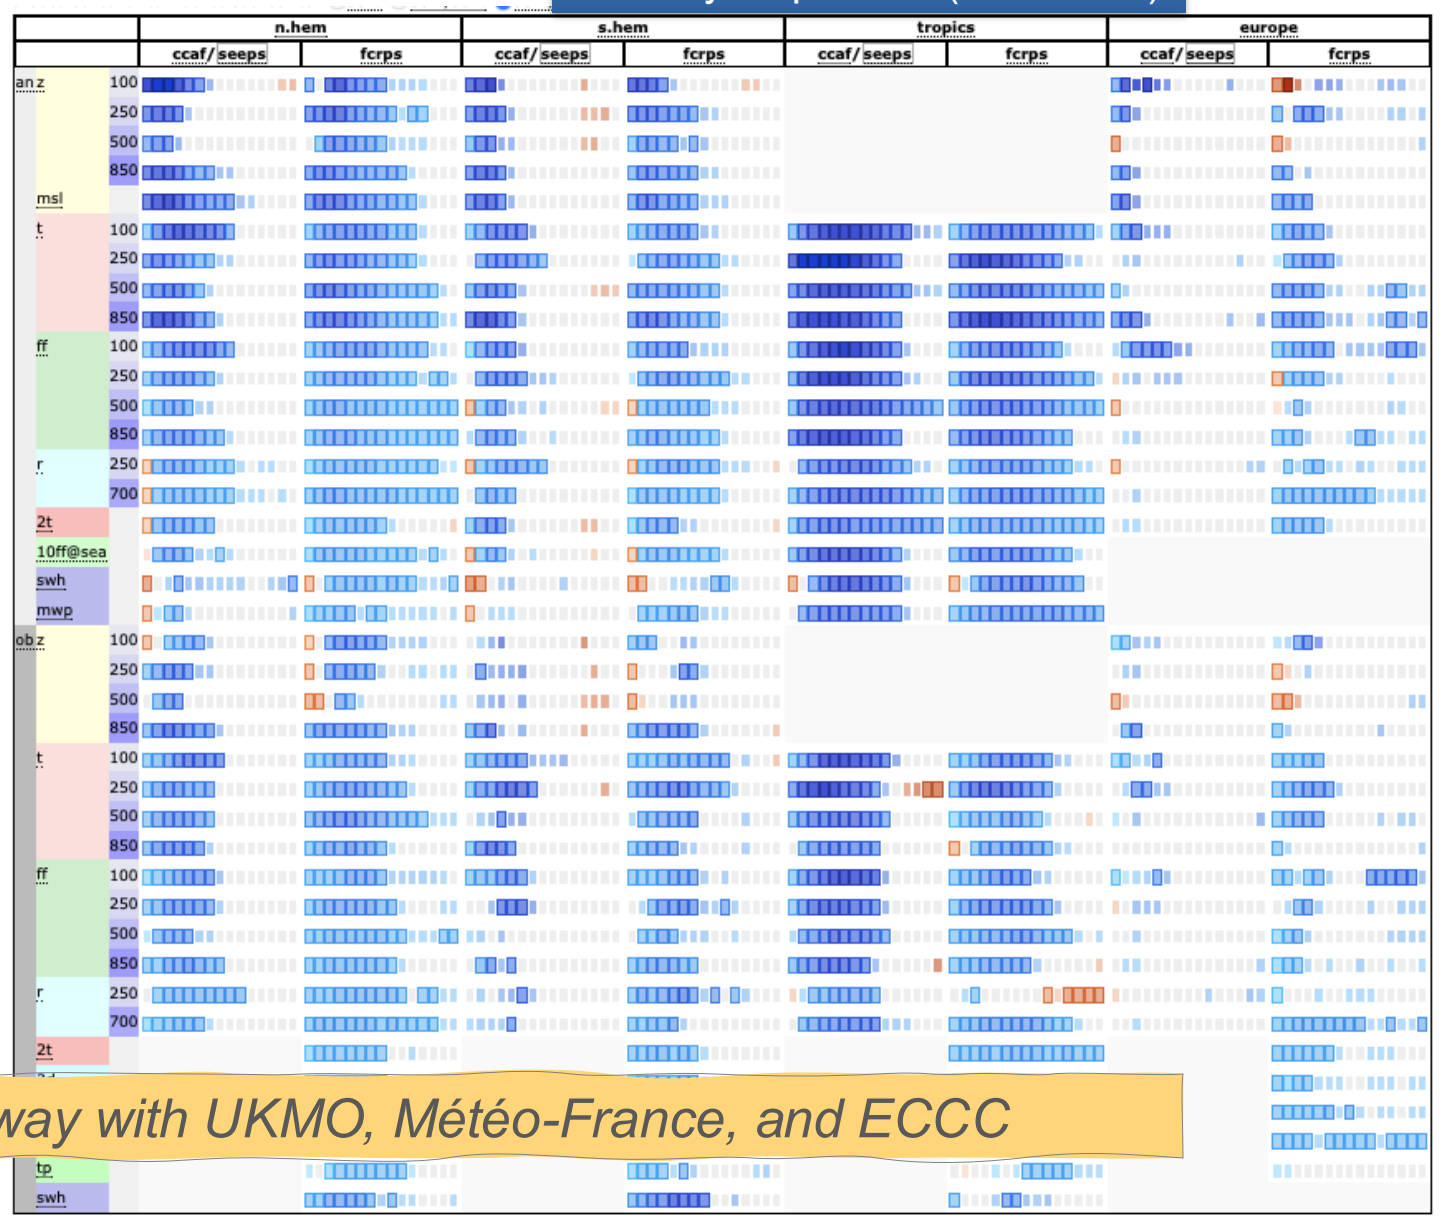 n.hem s.hem tropics europe
ccaf/seeps fcrps ccaf/seeps fcrps ccaf/seeps fcrps ccaf/seeps fcrps
an z 100
250
500
850
msl
t 100
250
500
850
ff 100
250
500
850
r 250
700
2t
10ff@sea
swh
mwp
ob z 100
250
500
850
t 100
250
500
850
ff 100
250
500
850
r 250
700
2t
way with UKMO, Météo-France, and ECCC
tp
swh